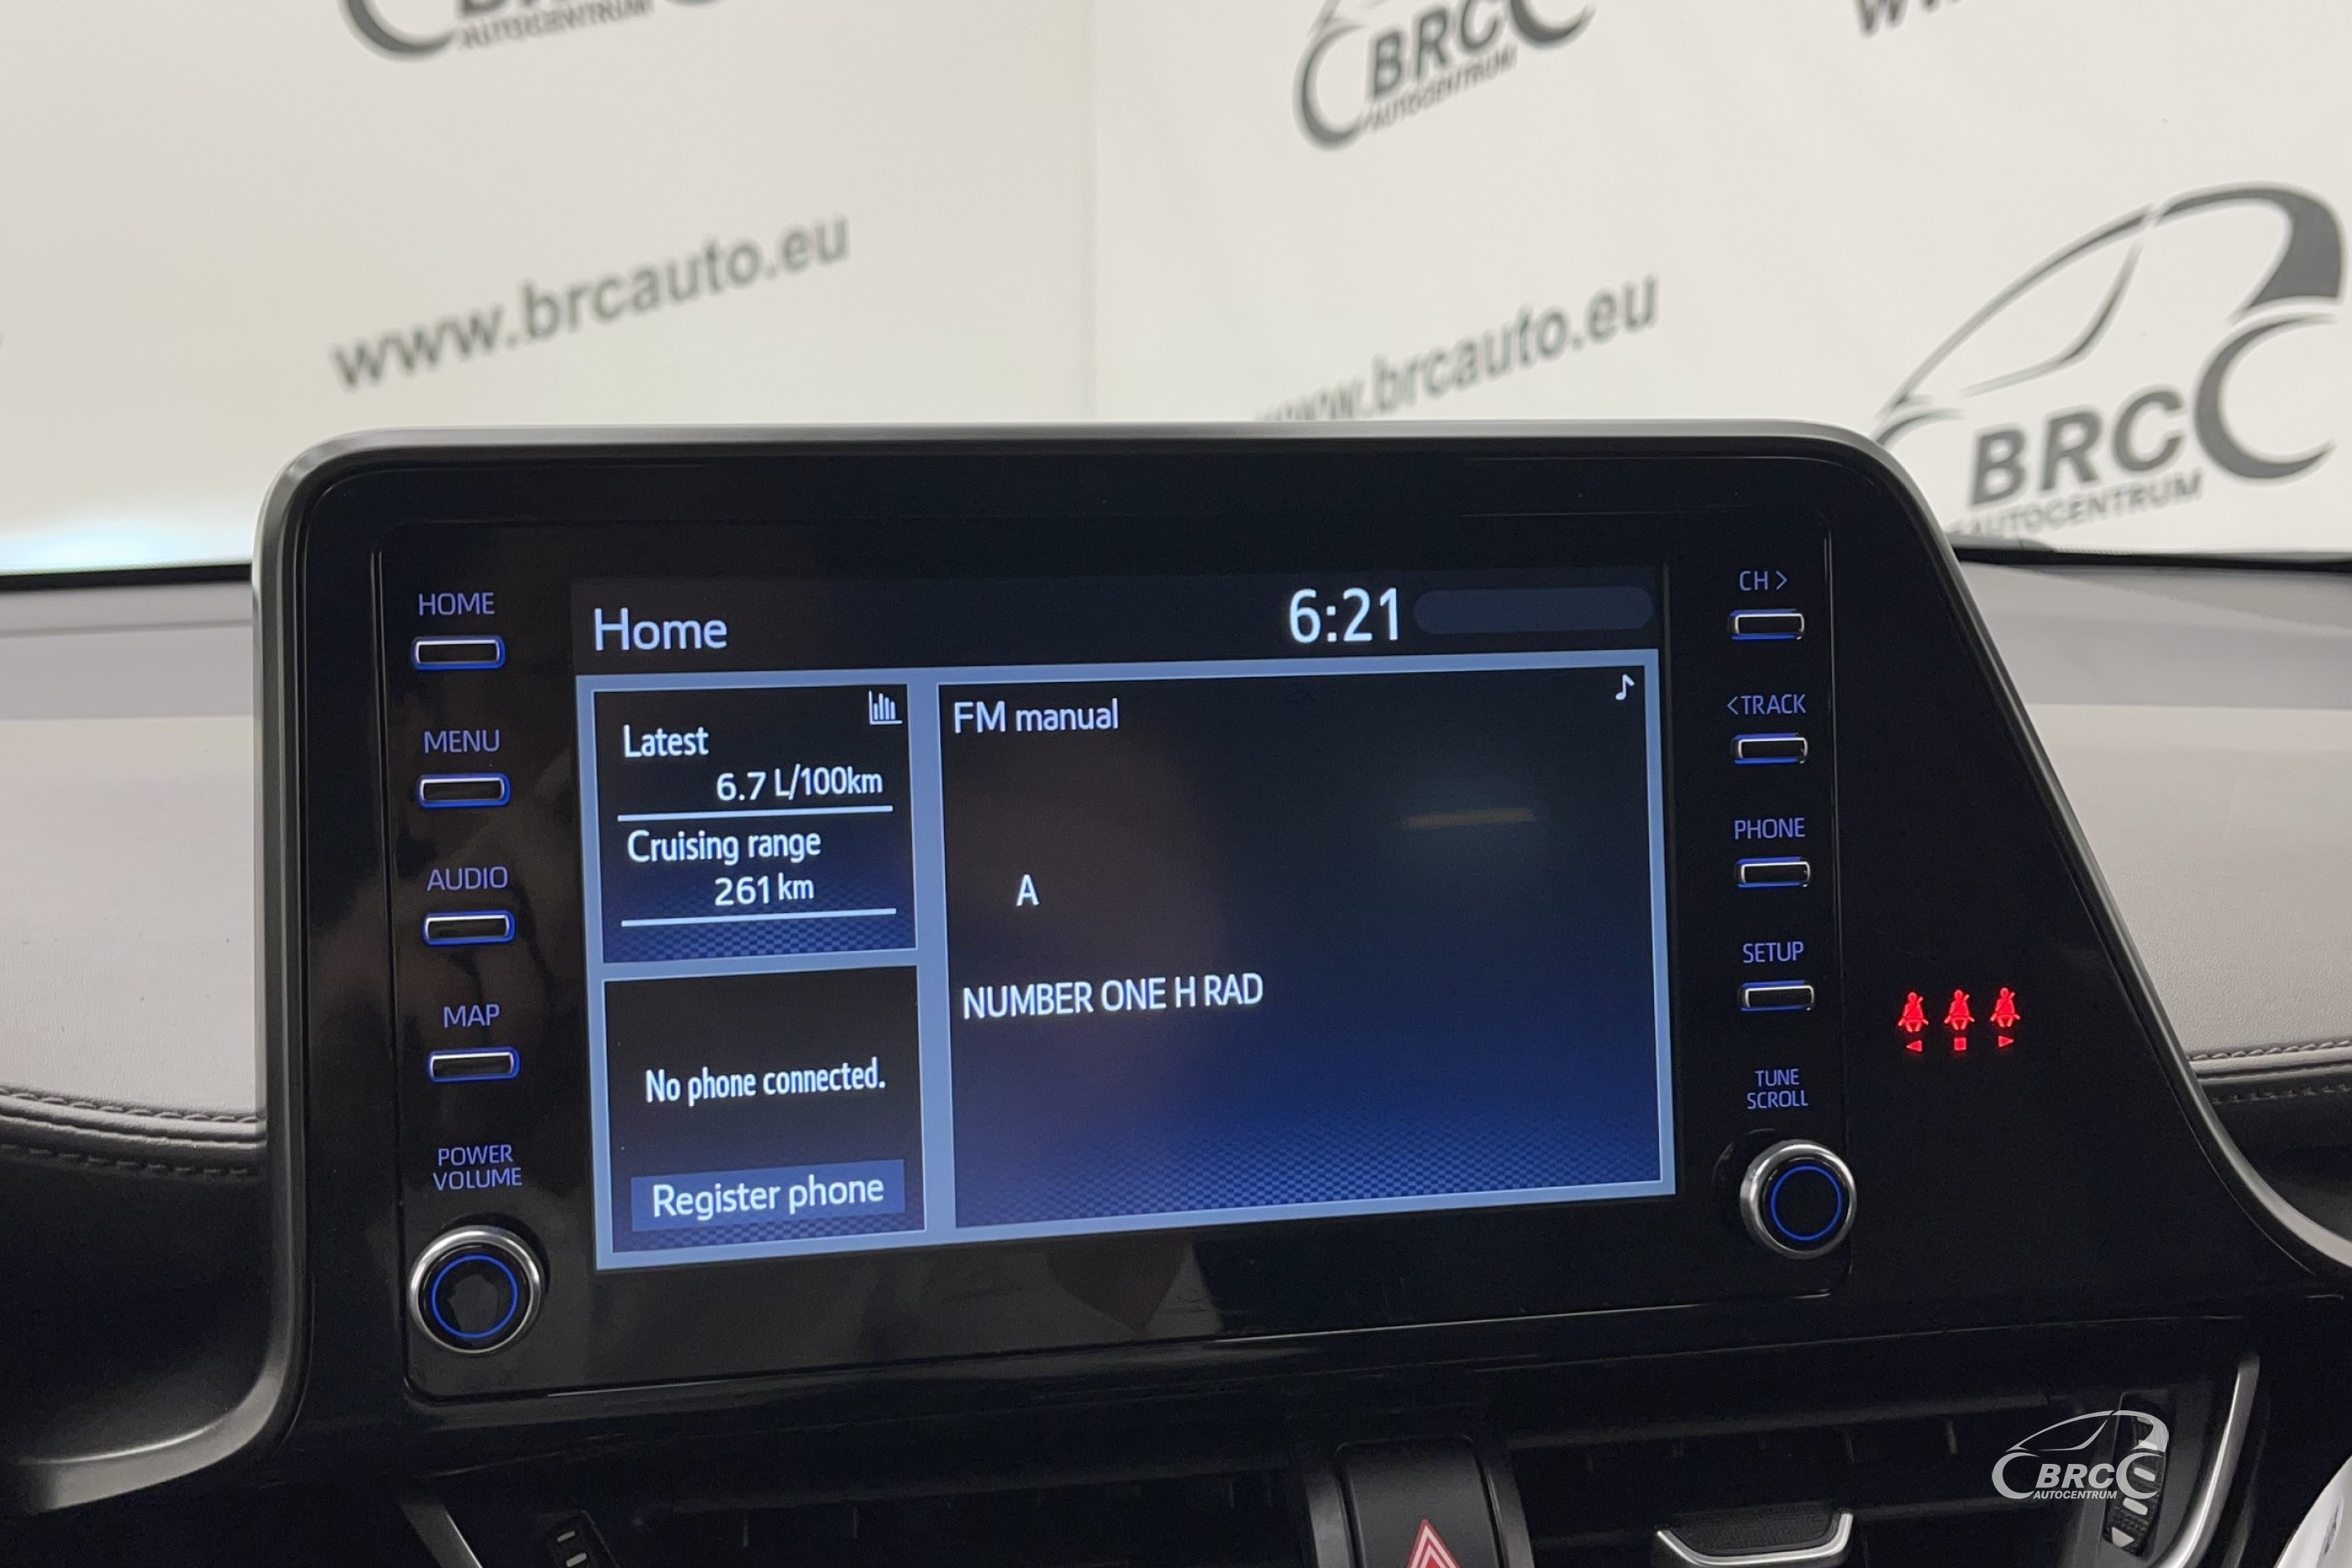 AUTOCENTRUM
BRC
AUTOCENTRUM
www.brcauto.eu
www.brcauto.eu
BRC
AUTOCENTRUM
HOME
MENU
AUDIO
MAP
POWER
VOLUME
Home
6:21
Latest
6.7 L/100km
Cruising range
261 km
No phone connected.
Register phone
FM manual
A
NUMBER ONE H RAD
CH >
<TRACK
PHONE
SETUP
TUNE
SCROLL
BRC
AUTOCENTRUM